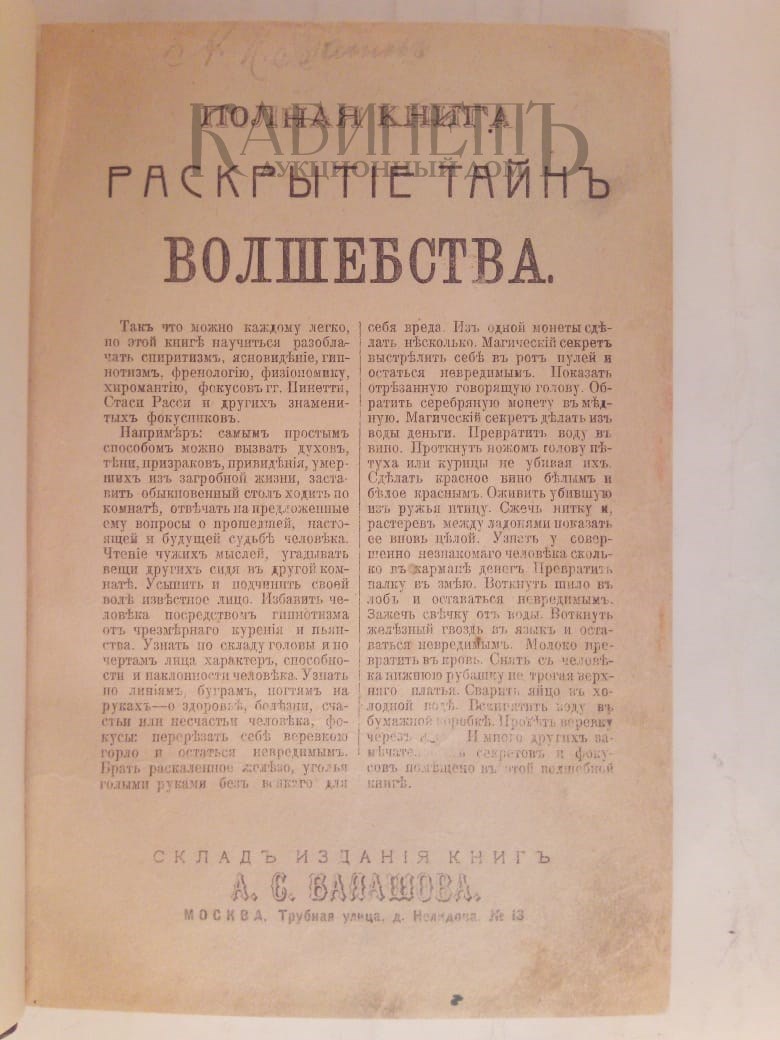 ПОЛНАЯ КНИГА
КАБИНЕТЪ
АУКЦИОННЫЙ ДОМ
РАСКРЫТІЕ ТАЙНЪ
ВОЛШЕБСТВА.
Такъ что можно каждому легко,
по этой книгѣ научиться разобла-
чать спиритизмъ, ясновидѣніе, гип-
нотизмъ, френологію, физіономику,
хиромантію, фокусовъ гг. Пинетти,
Стаси Расси и другихъ знамени-
тыхъ фокусниковъ.
Напримѣръ: самымъ простымъ
способомъ можно вызвать духовъ,
тѣни, призраковъ, привидѣнія, умер-
шихъ изъ загробной жизни, заста-
вить обыкновенный столъ ходить по
комнатѣ, отвѣчать на предложенные
ему вопросы о прошедшей, насто-
ящей и будущей судьбѣ человѣка.
Чтеніе чужихъ мыслей, угадывать
вещи другихъ сидя въ другой ком-
натѣ. Усыпить и подчинить своей
волѣ извѣстное лицо. Избавить че-
ловѣка посредствомъ гипнотизма
отъ чрезмѣрнаго куренія и пьян-
ства. Узнать по складу головы и по
чертамъ лица характеръ, способно-
сти и наклонности человѣка. Узнать
по линіямъ, буграмъ, ногтямъ на
рукахъ—о здоровьѣ, болѣзни, сча-
стьи или несчастьи человѣка, фо-
кусы: перерѣзать себѣ веревкою
горло и остаться невредимымъ.
Брать раскаленное желѣзо, уголья
голыми руками безъ всякаго для
себя вреда. Изъ одной монеты сдѣ-
лать нѣсколько. Магическій секретъ
выстрѣлить себѣ въ ротъ пулей и
остаться невредимымъ. Показать
отрѣзанную говорящую голову. Об-
ратить серебряную монету въ мѣд-
ную. Магическій секретъ дѣлать изъ
воды деньги. Превратить воду въ
вино. Проткнуть ножомъ голову пѣ-
туха или курицы не убивая ихъ.
Сдѣлать красное вино бѣлымъ и
бѣлое краснымъ. Оживить убившую
изъ ружья птицу. Сжечь нитку и,
растеревъ между ладонями показать
ее вновь цѣлой. Узнать у совер-
шенно незнакомаго человѣка сколь-
ко въ карманѣ денегъ. Превратить
палку въ змѣю. Воткнуть шило въ
лобъ и оставаться невредимымъ.
Зажечь свѣчку отъ воды. Воткнуть
желѣзный гвоздь въ языкъ и оста-
ваться невредимымъ. Молоко пре-
вратить въ кровь. Снять съ человѣ-
ка нижнюю рубашку не трогая верх-
няго платья. Сварить яйцо въ хо-
лодной водѣ. Вскипятить воду въ
бумажной коробкѣ. Продѣть веревку
черезъ И много другихъ за-
мѣчате секретовъ и фоку-
совъ помѣщено въ этой волшебной
книгѣ.
СКЛАДЪ ИЗДАНІЯ КНИГЪ
А. С. БАЛАШОВА.
МОСКВА, Трубная улица, д. Нелидова, № 13